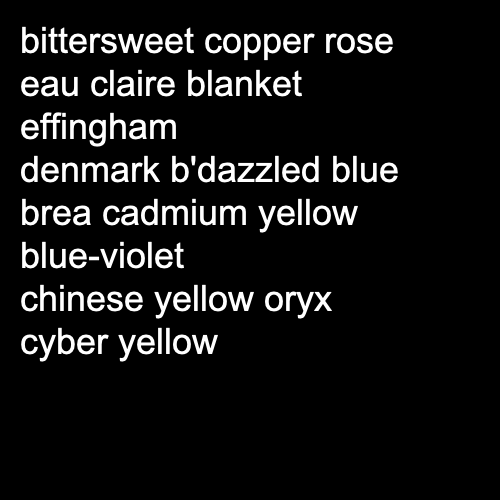 bittersweet copper rose
eau claire blanket
effingham
denmark b'dazzled blue
brea cadmium yellow
blue-violet
chinese yellow oryx
cyber yellow